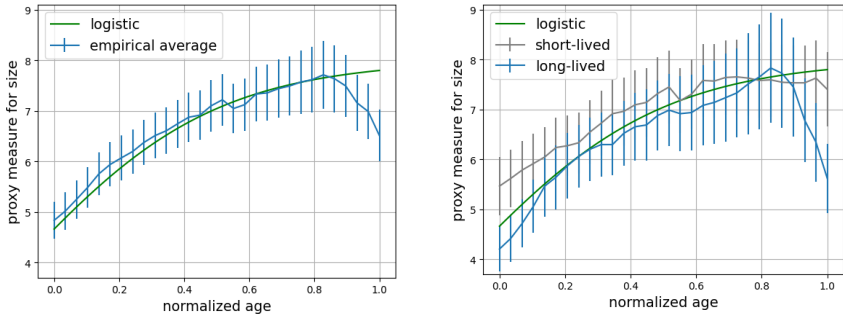 9
8
7
6
5
4
proxy measure for size
logistic
empirical average
0.0 0.2 0.4 0.6 0.8 1.0
normalized age
9
8
7
6
5
4
proxy measure for size
logistic
short-lived
long-lived
0.0 0.2 0.4 0.6 0.8 1.0
normalized age